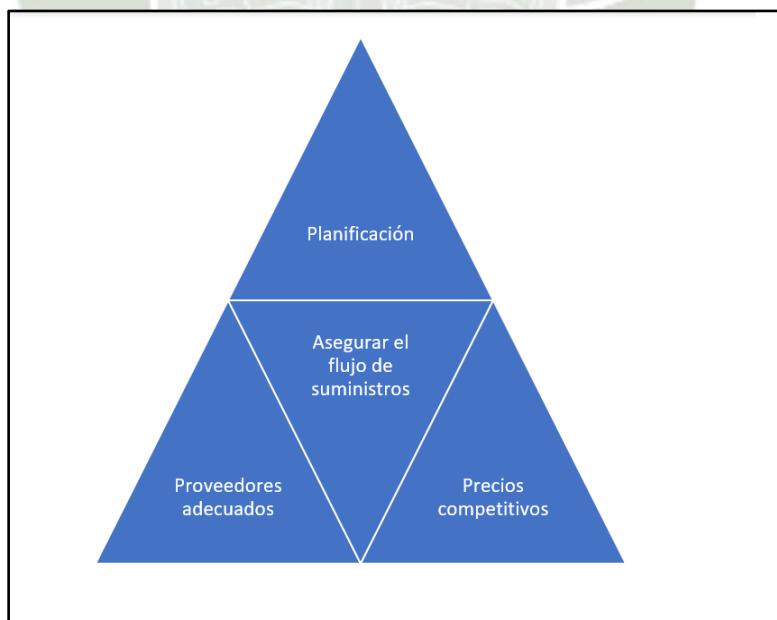 Planificación
Asegurar el
flujo de
suministros
Proveedores
adecuados
Precios
competitivos